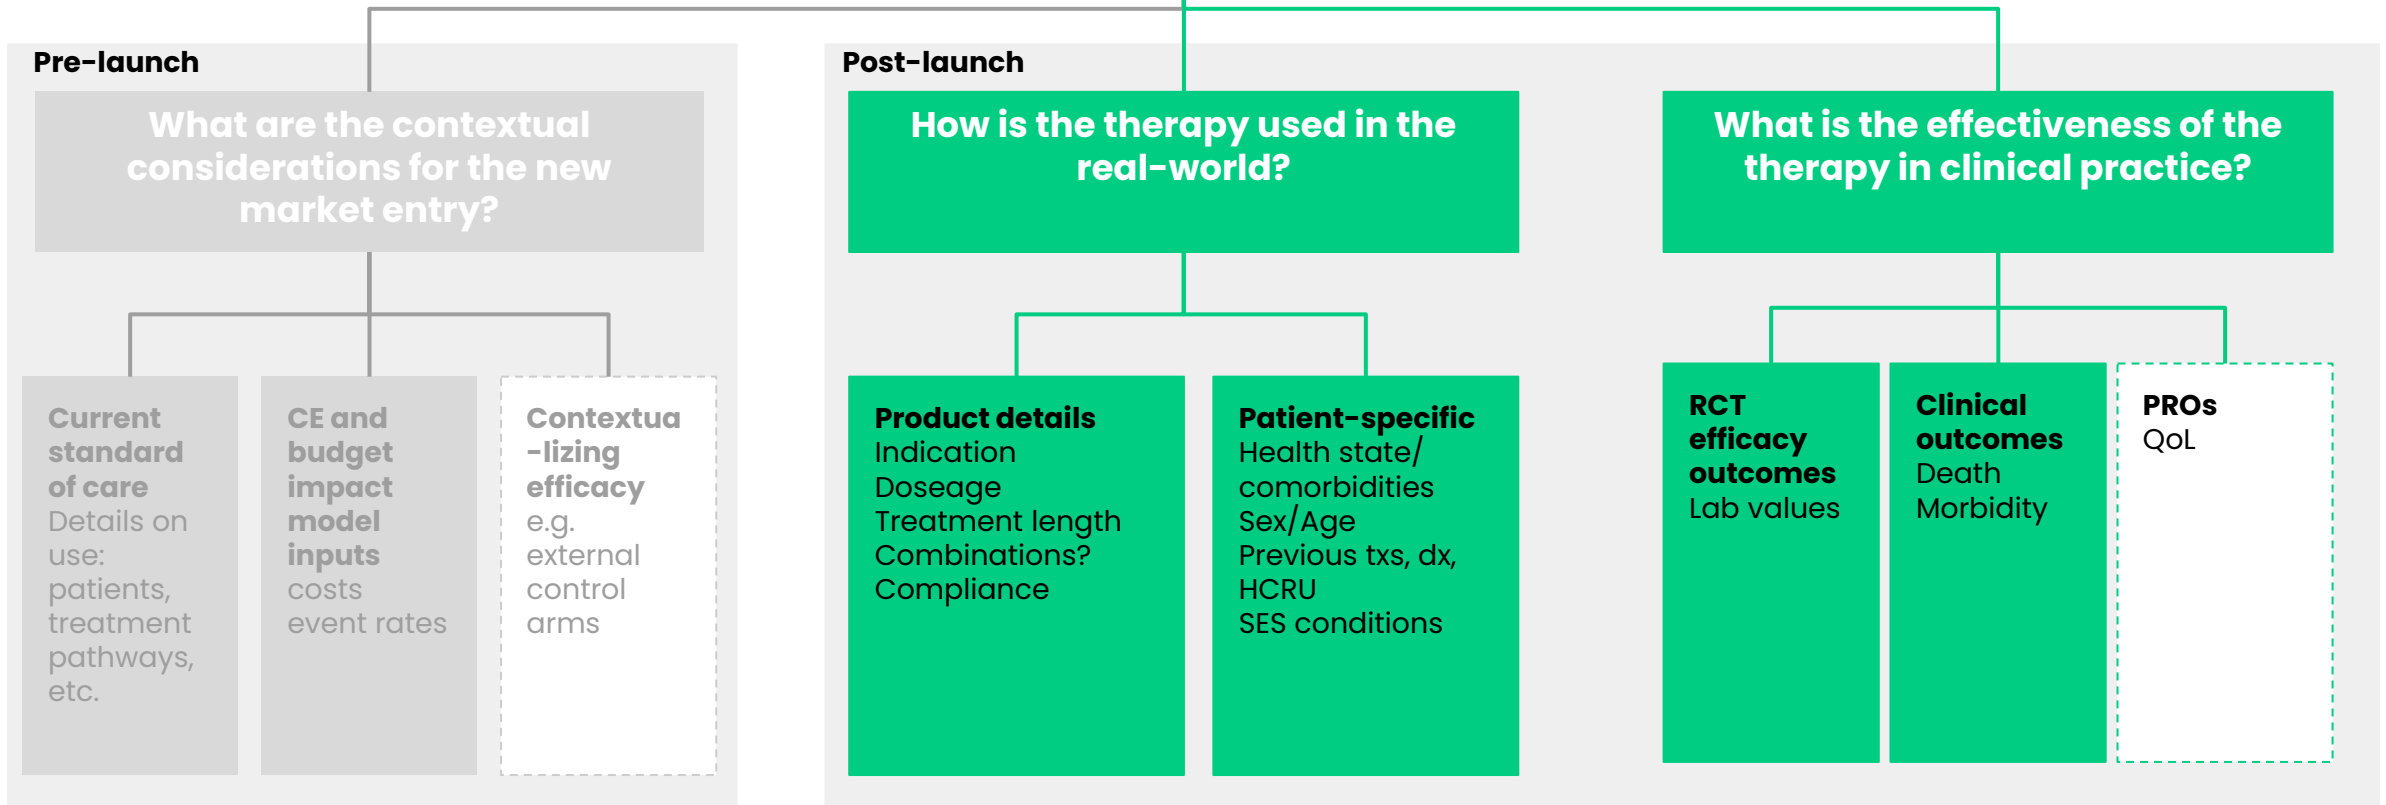 Pre-launch
What are the contextual
considerations for the new
market entry?
Current
standard
of care
Details on
use:
patients,
treatment
pathways,
etc.
CE and
budget
impact
model
inputs
costs
event rates
Contextua
-lizing
efficacy
e.g.
external
control
arms
Post-launch
How is the therapy used in the
real-world?
Product details
Indication
Doseage
Treatment length
Combinations?
Compliance
Patient-specific
Health state/
comorbidities
Sex/Age
Previous txs, dx,
HCRU
SES conditions
What is the effectiveness of the
therapy in clinical practice?
RCT
efficacy
outcomes
Lab values
Clinical
outcomes
Death
Morbidity
PROs
QoL